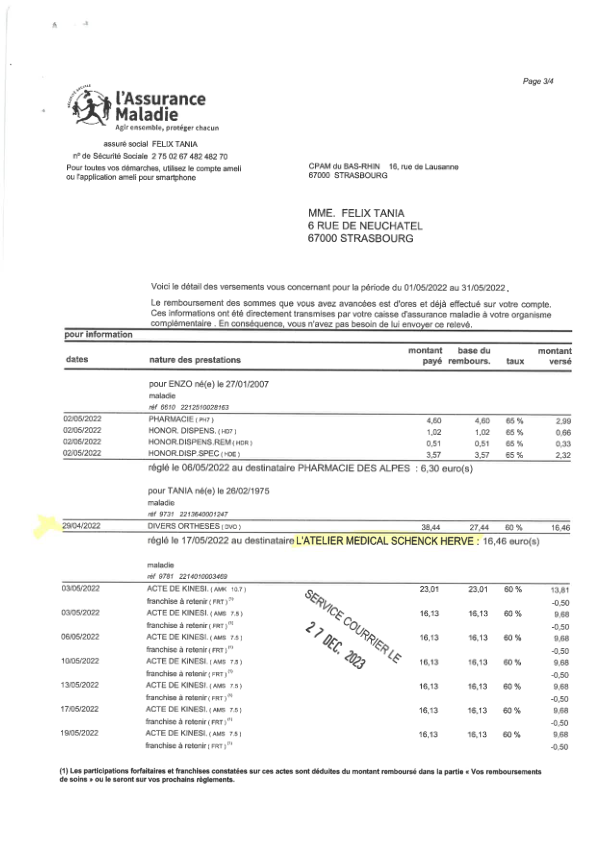 Page 3/4
l'Assurance
Maladie
Agir ensemble, protéger chacun
assuré social FELIX TANIA
n° de Sécurité Sociale 2 75 02 67 482 482 70
Pour toutes vos démarches, utilisez le compte ameli
ou l'application ameli pour smartphone
CPAM du BAS-RHIN 16, rue de Lausanne
67000 STRASBOURG
MME. FELIX TANIA
6 RUE DE NEUCHATEL
67000 STRASBOURG
Voici le détail des versements vous concernant pour la période du 01/05/2022 au 31/05/2022.
Le remboursement des sommes que vous avez avancées est d'ores et déjà effectué sur votre compte.
Ces informations ont été directement transmises par votre caisse d'assurance maladie à votre organisme
complémentaire . En conséquence, vous n'avez pas besoin de lui envoyer ce relevé.
pour information
dates nature des prestations montant payé base du rembours. taux montant versé
pour ENZO né(e) le 27/01/2007
maladie
réf 6610 2212510028163
02/05/2022 PHARMACIE ( PH7 ) 4,60 4,60 65 % 2,99
02/05/2022 HONOR. DISPENS. ( HD7 ) 1,02 1,02 65 % 0,66
02/05/2022 HONOR.DISPENS.REM ( HDR ) 0,51 0,51 65 % 0,33
02/05/2022 HONOR.DISP.SPEC ( HDE ) 3,57 3,57 65 % 2,32
réglé le 06/05/2022 au destinataire PHARMACIE DES ALPES : 6,30 euro(s)
pour TANIA né(e) le 26/02/1975
maladie
réf 9731 2213640001247
29/04/2022 DIVERS ORTHESES ( DVO ) 38,44 27,44 60 % 16,46
réglé le 17/05/2022 au destinataire L'ATELIER MEDICAL SCHENCK HERVE : 16,46 euro(s)
maladie
réf 9781 2214010003469
03/05/2022 ACTE DE KINESI. ( AMK 10.7 ) 23,01 23,01 60 % 13,81
franchise à retenir ( FRT ) (1) -0,50
03/05/2022 ACTE DE KINESI. ( AMS 7.5 ) 16,13 16,13 60 % 9,68
franchise à retenir ( FRT ) (1) -0,50
06/05/2022 ACTE DE KINESI. ( AMS 7.5 ) 16,13 16,13 60 % 9,68
franchise à retenir ( FRT ) (1) -0,50
10/05/2022 ACTE DE KINESI. ( AMS 7.5 ) 16,13 16,13 60 % 9,68
franchise à retenir ( FRT ) (1) -0,50
13/05/2022 ACTE DE KINESI. ( AMS 7.5 ) 16,13 16,13 60 % 9,68
franchise à retenir ( FRT ) (1) -0,50
17/05/2022 ACTE DE KINESI. ( AMS 7.5 ) 16,13 16,13 60 % 9,68
franchise à retenir ( FRT ) (1) -0,50
19/05/2022 ACTE DE KINESI. ( AMS 7.5 ) 16,13 16,13 60 % 9,68
franchise à retenir ( FRT ) (1) -0,50
SERVICE COURRIER LE
27 DEC. 2023
(1) Les participations forfaitaires et franchises constatées sur ces actes sont déduites du montant remboursé dans la partie « Vos remboursements
de soins » ou le seront sur vos prochains règlements.